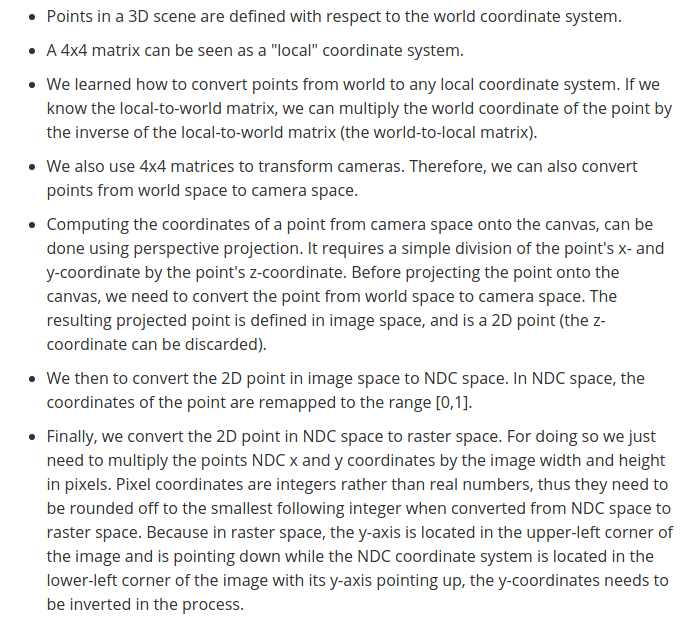 • Points in a 3D scene are defined with respect to the world coordinate system.
• A 4x4 matrix can be seen as a "local" coordinate system.
• We learned how to convert points from world to any local coordinate system. If we
know the local-to-world matrix, we can multiply the world coordinate of the point by
the inverse of the local-to-world matrix (the world-to-local matrix).
• We also use 4x4 matrices to transform cameras. Therefore, we can also convert
points from world space to camera space.
• Computing the coordinates of a point from camera space onto the canvas, can be
done using perspective projection. It requires a simple division of the point's x- and
y-coordinate by the point's z-coordinate. Before projecting the point onto the
canvas, we need to convert the point from world space to camera space. The
resulting projected point is defined in image space, and is a 2D point (the z-
coordinate can be discarded).
• We then to convert the 2D point in image space to NDC space. In NDC space, the
coordinates of the point are remapped to the range [0,1].
• Finally, we convert the 2D point in NDC space to raster space. For doing so we just
need to multiply the points NDC x and y coordinates by the image width and height
in pixels. Pixel coordinates are integers rather than real numbers, thus they need to
be rounded off to the smallest following integer when converted from NDC space to
raster space. Because in raster space, the y-axis is located in the upper-left corner of
the image and is pointing down while the NDC coordinate system is located in the
lower-left corner of the image with its y-axis pointing up, the y-coordinates needs to
be inverted in the process.